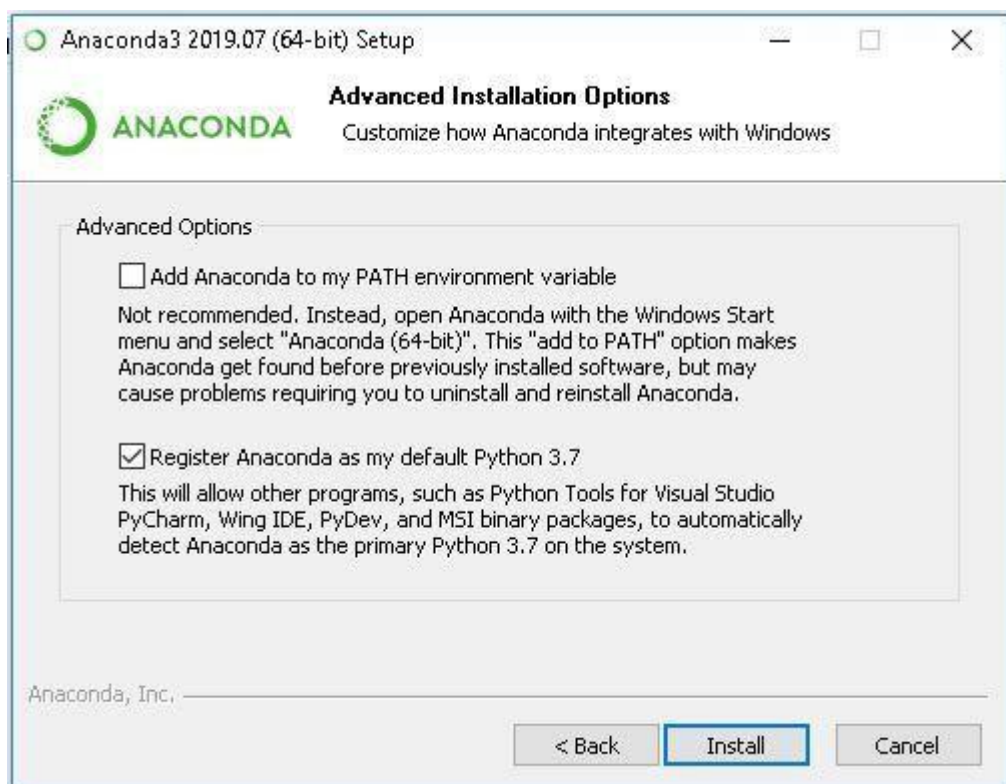 Anaconda3 2019.07 (64-bit) Setup
ANACONDA
Advanced Installation Options
Customize how Anaconda integrates with Windows
Advanced Options
Add Anaconda to my PATH environment variable
Not recommended. Instead, open Anaconda with the Windows Start
menu and select "Anaconda (64-bit)". This "add to PATH" option makes
Anaconda get found before previously installed software, but may
cause problems requiring you to uninstall and reinstall Anaconda.
Register Anaconda as my default Python 3.7
This will allow other programs, such as Python Tools for Visual Studio
PyCharm, Wing IDE, PyDev, and MSI binary packages, to automatically
detect Anaconda as the primary Python 3.7 on the system.
Anaconda, Inc.
< Back
Install
Cancel